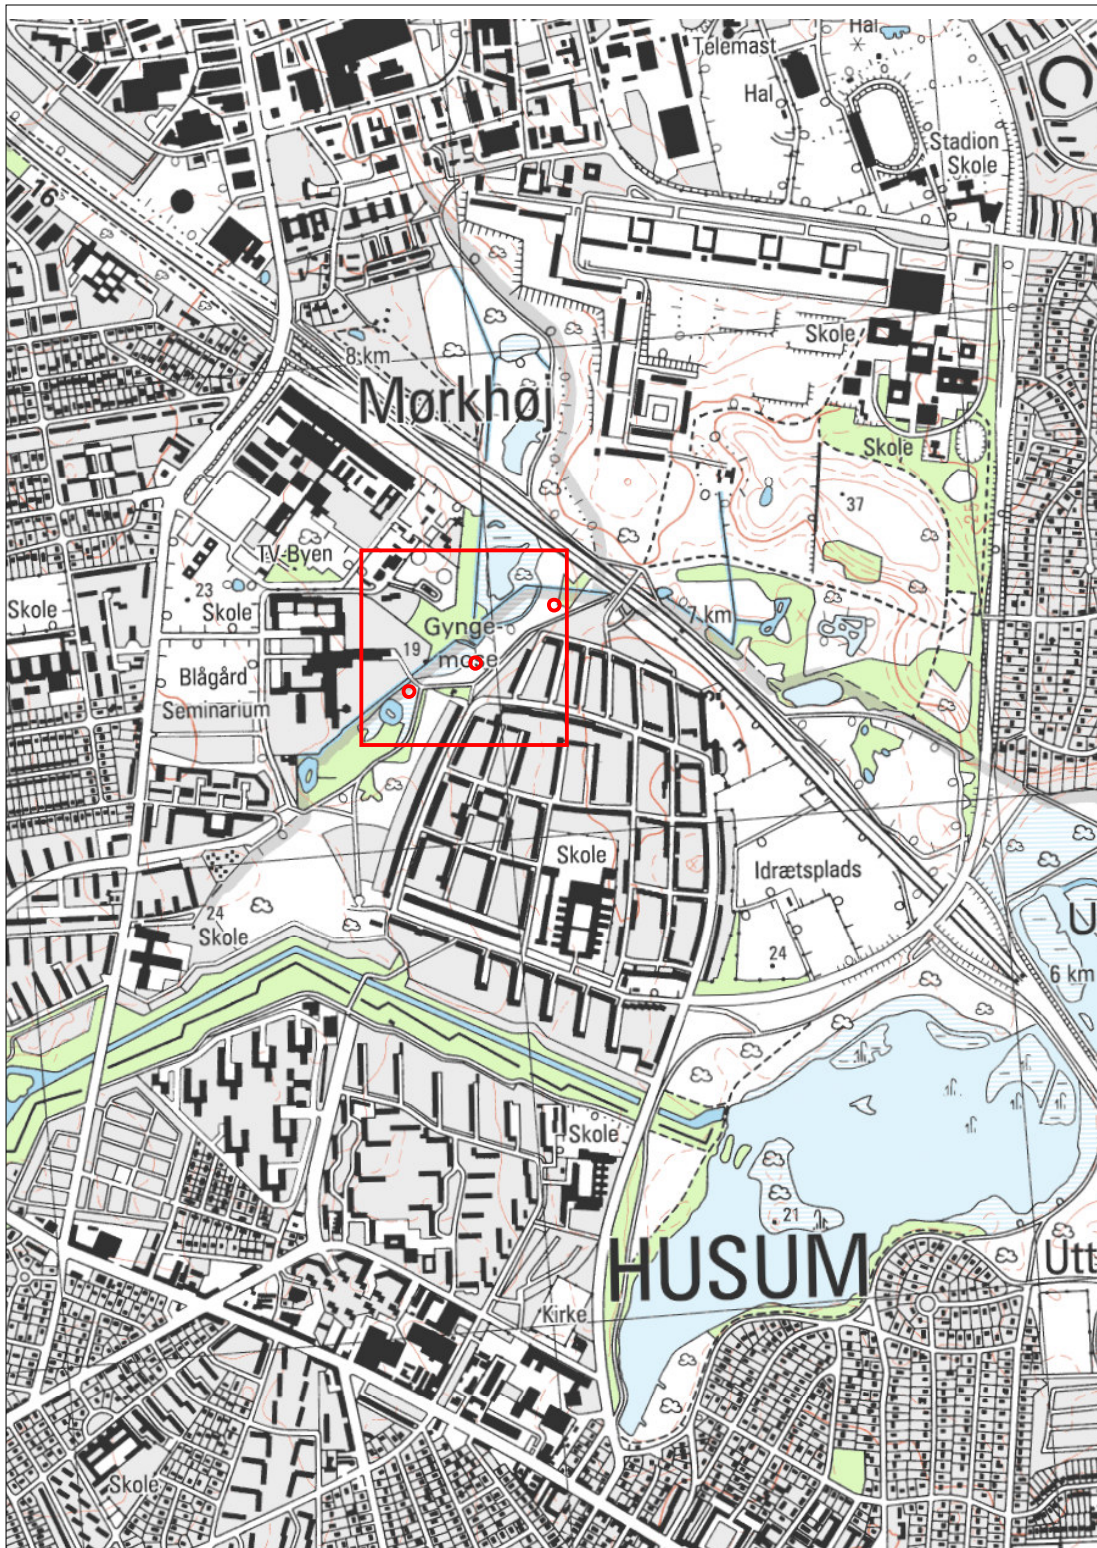 Hal
Telemast
Hal
Stadion
Skole
16
8 km
Skole
Mørkhøj
Skole
37
TV-Byen
23
Skole
Skole
7 km
Gynge-
mose
19
Blågård
Seminarium
Skole
Idrætsplads
24
Skole
24
U
6 km
Skole
21
HUSUM
Utt
Kirke
Skole